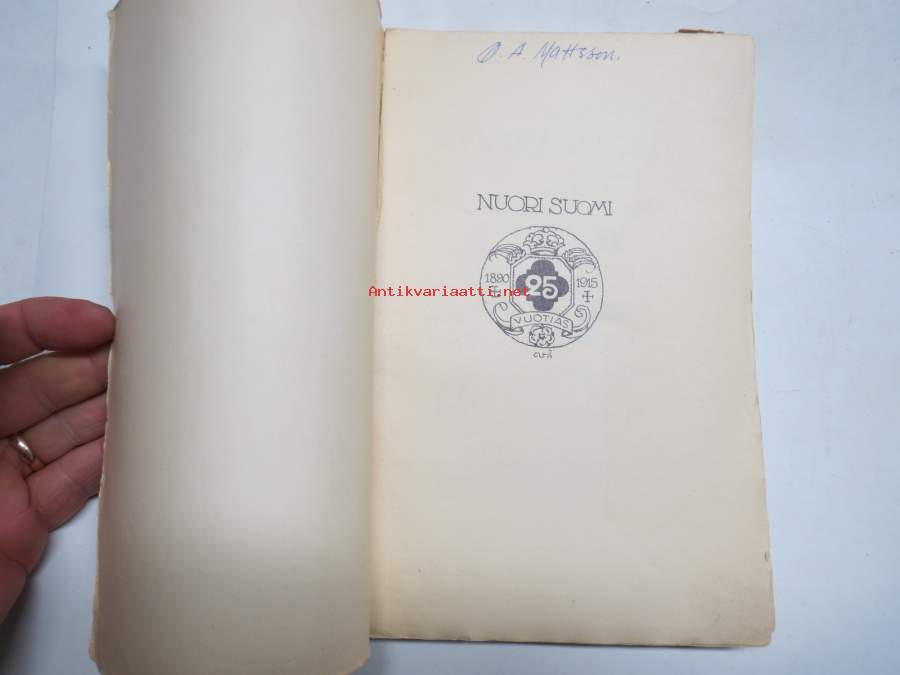 O. A. Mattsson.
NUORI SUOMI
1890 25 1915
Antikvariaatti.net
VUOTIAS